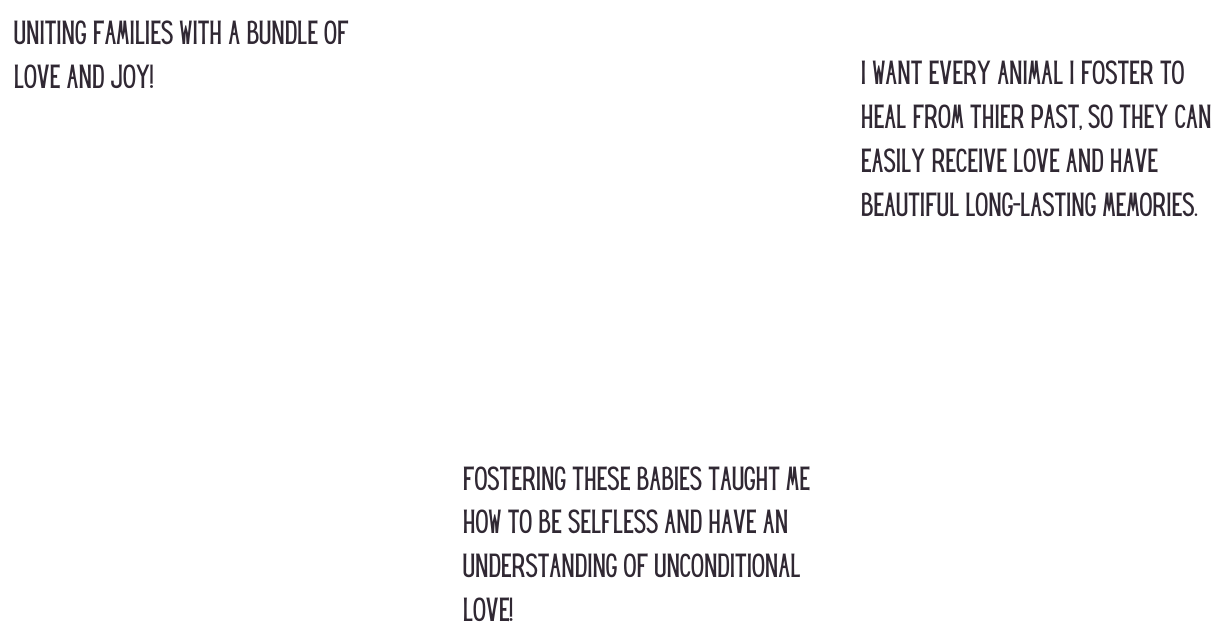 UNITING FAMILIES WITH A BUNDLE OF
LOVE AND JOY!
I WANT EVERY ANIMAL I FOSTER TO
HEAL FROM THIER PAST, SO THEY CAN
EASILY RECEIVE LOVE AND HAVE
BEAUTIFUL LONG-LASTING MEMORIES.
FOSTERING THESE BABIES TAUGHT ME
HOW TO BE SELFLESS AND HAVE AN
UNDERSTANDING OF UNCONDITIONAL
LOVE!